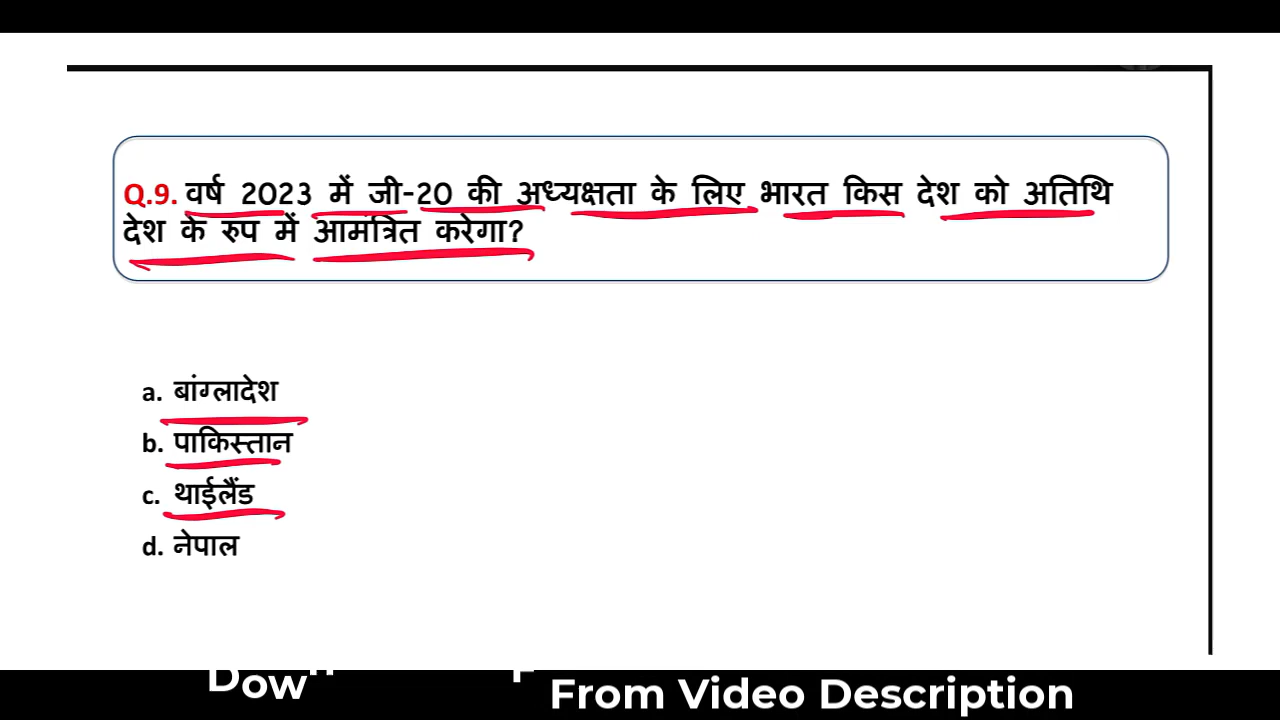 Q.9. वर्ष 2023 में जी-20 की अध्यक्षता के लिए भारत किस देश को अतिथि
देश के रुप में आमंत्रित करेगा?
a. बांग्लादेश
b. पाकिस्तान
c. थाईलैंड
d. नेपाल
From Video Description